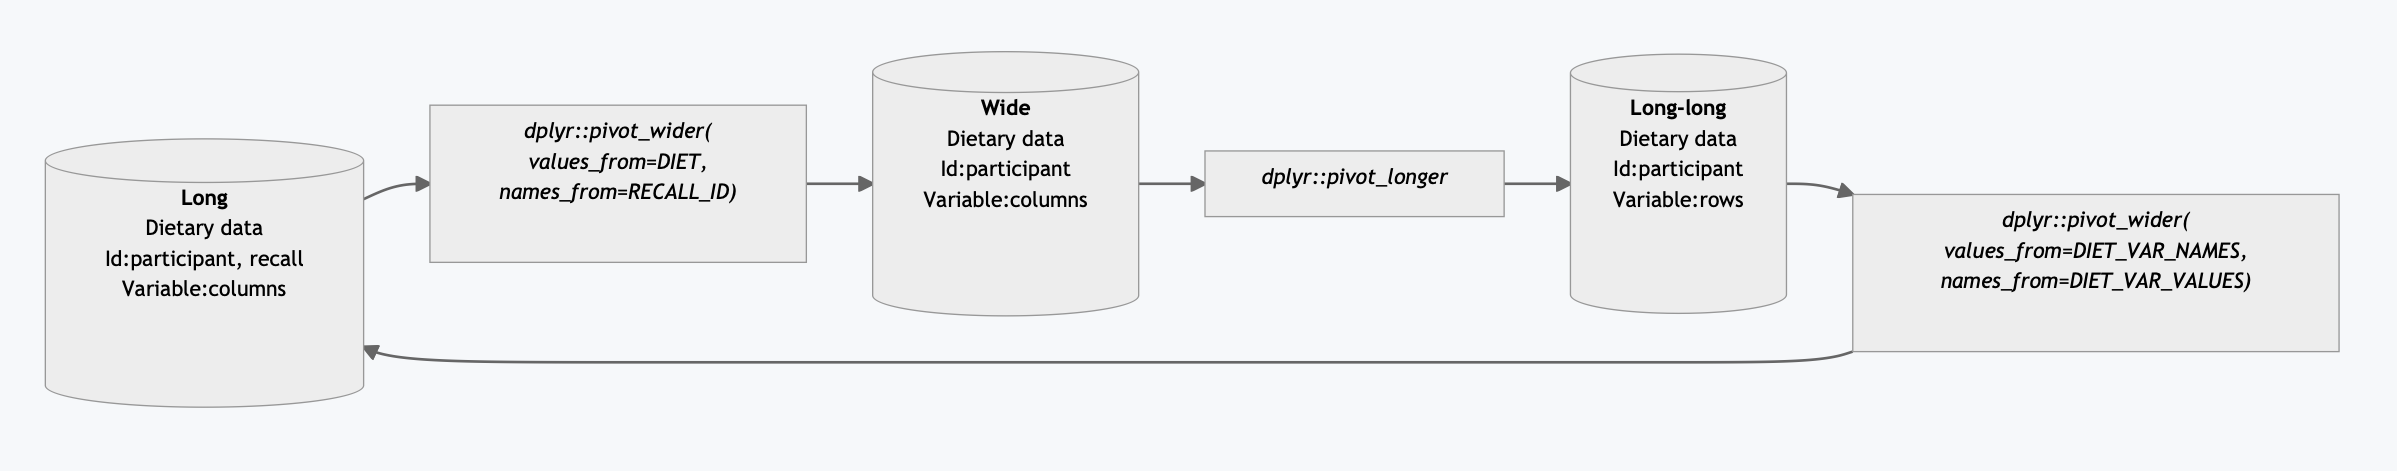 Long
Dietary data
Id:participant, recall
Variable:columns
dplyr::pivot_wider(
values_from=DIET,
names_from=RECALL_ID)
Wide
Dietary data
Id:participant
Variable:columns
dplyr::pivot_longer
Long-long
Dietary data
Id:participant
Variable:rows
dplyr::pivot_wider(
values_from=DIET_VAR_NAMES,
names_from=DIET_VAR_VALUES)